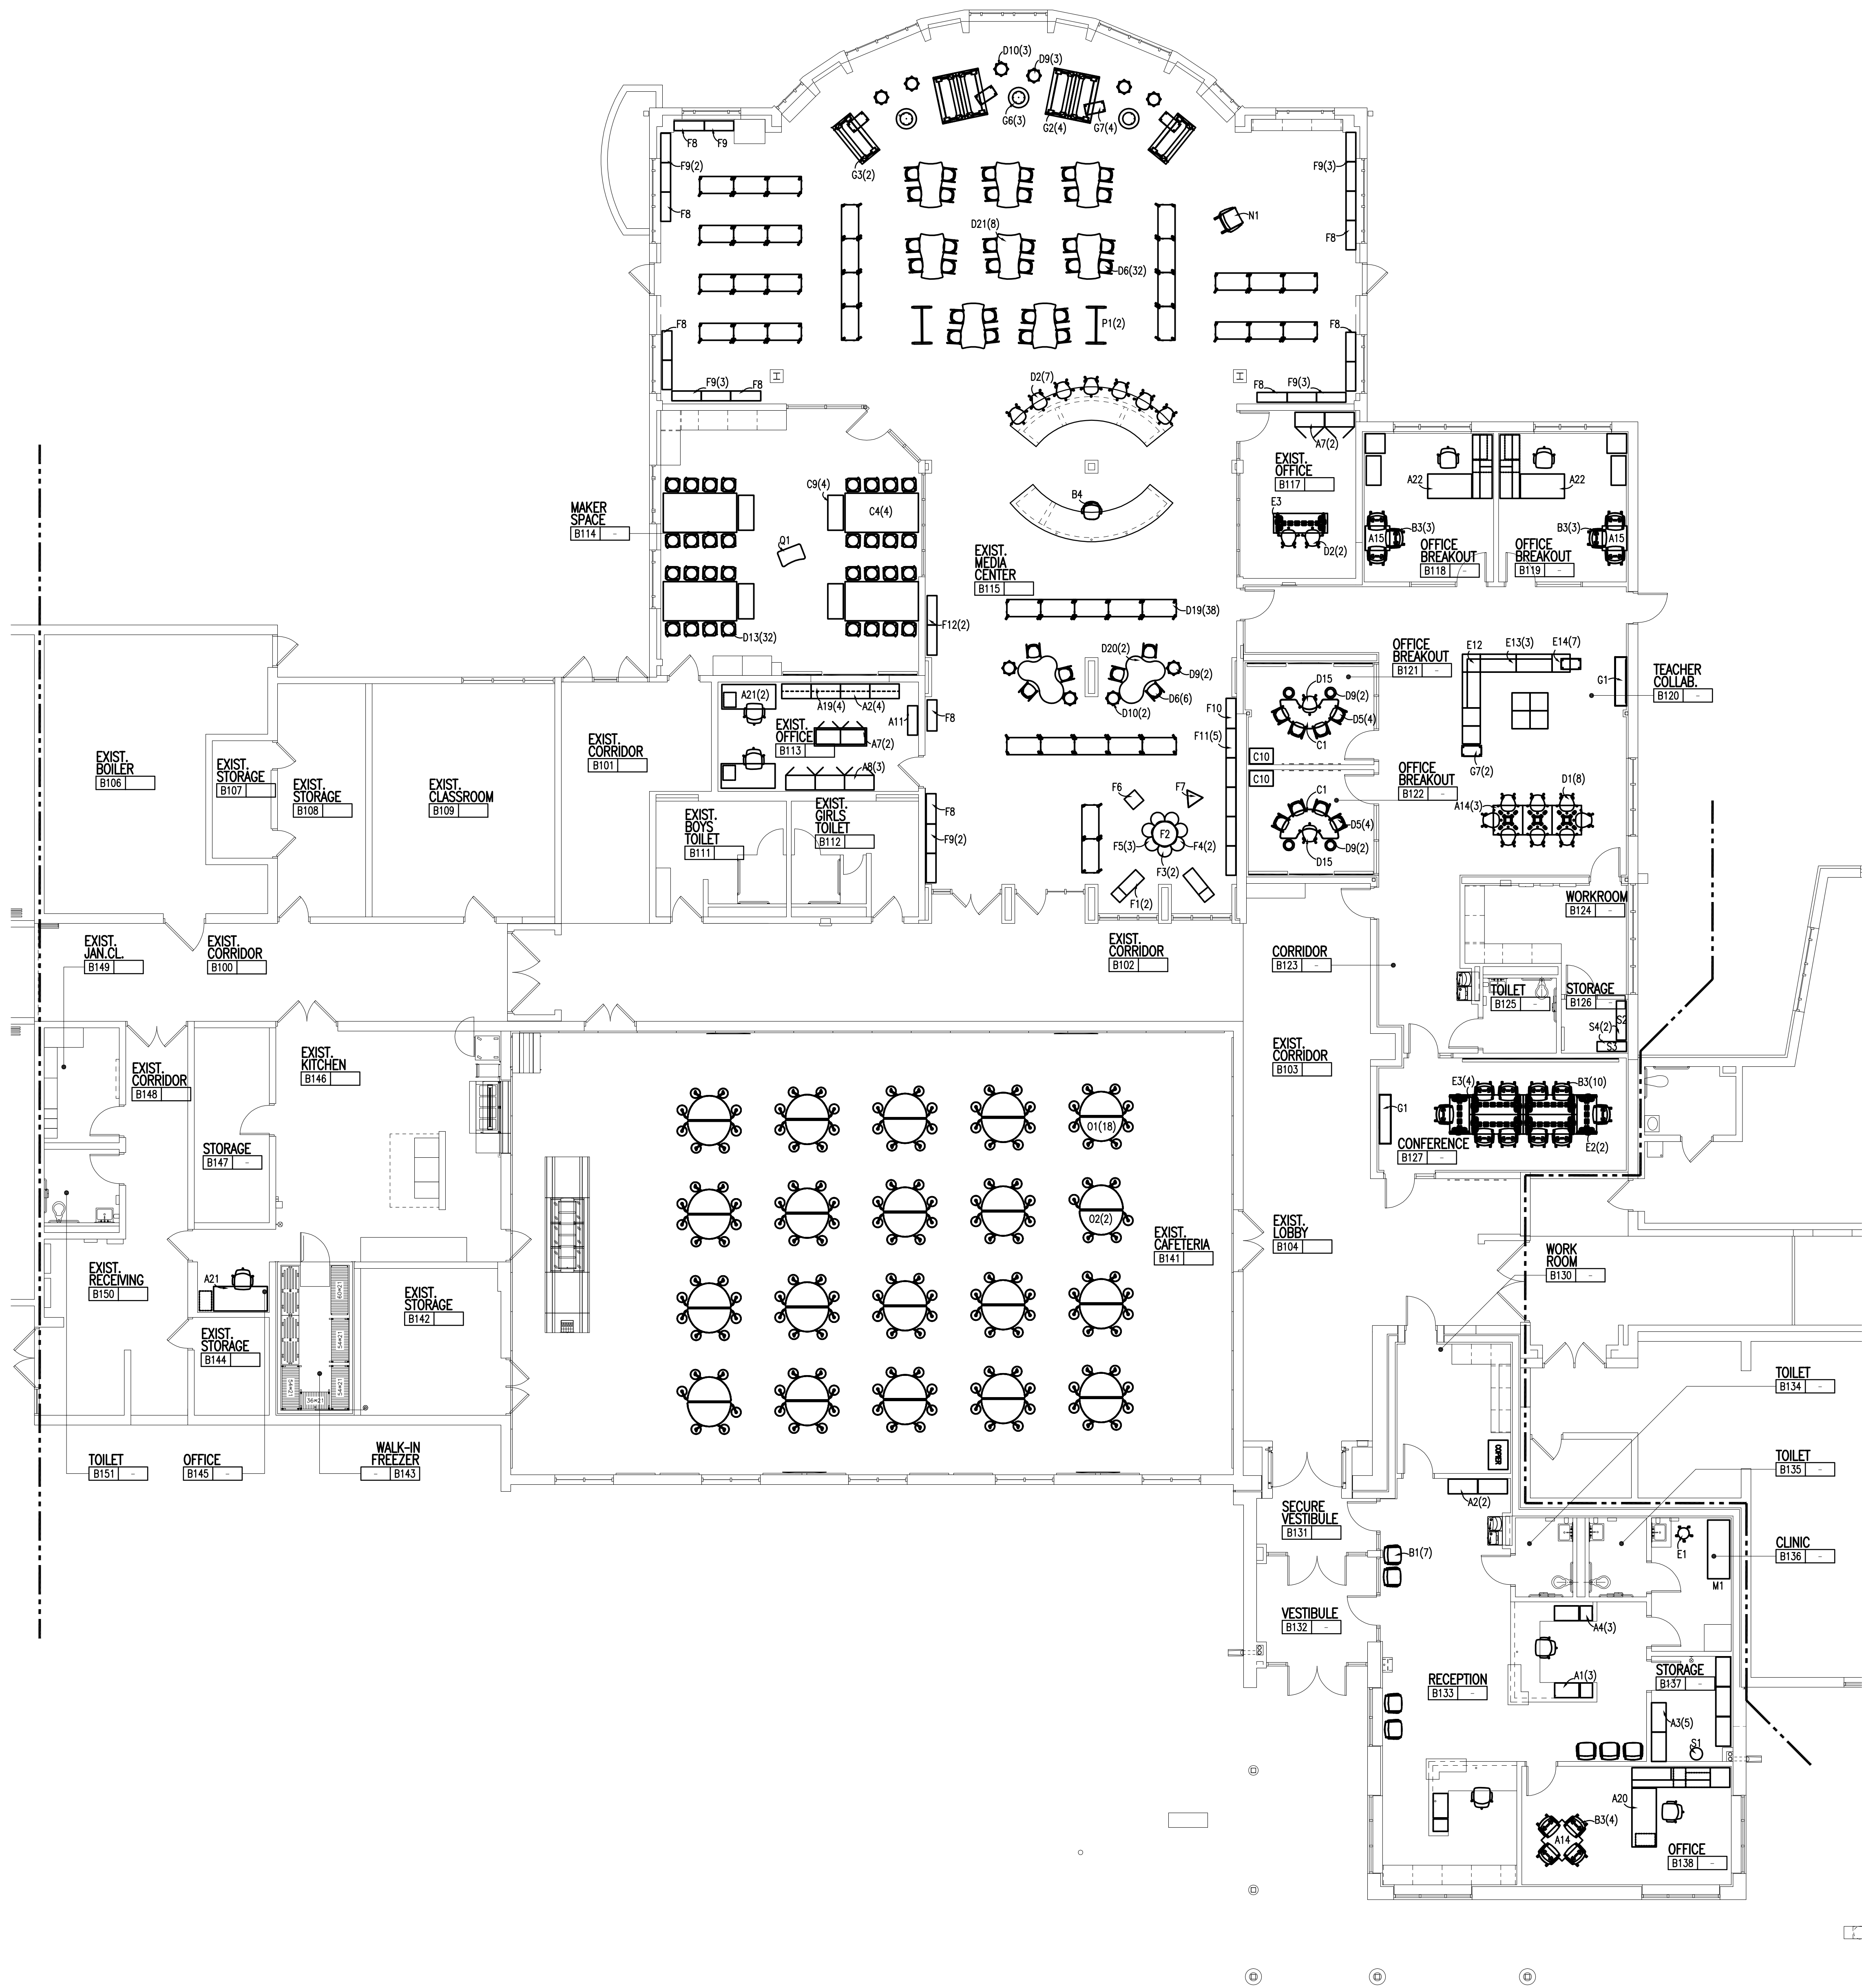 D10(3)
D9(3)
G6(3)
G2(4)
G7(4)
G3(2)
F8
F9
F9(2)
F8
F9(3)
F8
N1
D21(8)
D6(32)
P1(2)
F8
F8
F9(3)
F8
F8
F9(3)
D2(7)
A7(2)
EXIST.
OFFICE
B117
E3
D2(2)
A22
A22
B3(3)
A15
B3(3)
A15
OFFICE
BREAKOUT
B118 -
OFFICE
BREAKOUT
B119 -
C9(4)
C4(4)
MAKER
SPACE
B114 -
Q1
B4
EXIST.
MEDIA
CENTER
B115
D19(38)
F12(2)
D13(32)
D20(2)
D9(2)
D6(6)
D10(2)
F10
F11(5)
F8
OFFICE
BREAKOUT
B121 -
D15
D9(2)
D5(4)
C1
C10
C10
OFFICE
BREAKOUT
B122 -
C1
D5(4)
D9(2)
D15
E12
E13(3)
E14(7)
G1
TEACHER
COLLAB.
B120 -
G7(2)
D1(8)
A14(3)
A21(2)
A19(4)
A2(4)
A11
EXIST.
OFFICE
B113
A7(2)
A8(3)
EXIST.
BOILER
B106
EXIST.
STORAGE
B107
EXIST.
STORAGE
B108
EXIST.
CLASSROOM
B109
EXIST.
CORRIDOR
B101
EXIST.
BOYS
TOILET
B111
EXIST.
GIRLS
TOILET
B112
F8
F9(2)
F6
F7
F2
F5(3)
F4(2)
F3(2)
F1(2)
WORKROOM
B124 -
EXIST.
JAN.CL.
B149
EXIST.
CORRIDOR
B100
EXIST.
CORRIDOR
B102
CORRIDOR
B123 -
TOILET
B125 -
STORAGE
B126 -
S2
S4(2)
S3
EXIST.
CORRIDOR
B148
EXIST.
KITCHEN
B146
EXIST.
CORRIDOR
B103
E3(4)
B3(10)
G1
CONFERENCE
B127 -
E2(2)
O1(18)
O2(2)
STORAGE
B147 -
EXIST.
CAFETERIA
B141
EXIST.
LOBBY
B104
WORK
ROOM
B130 -
EXIST.
RECEIVING
B150
A21
EXIST.
STORAGE
B144
EXIST.
STORAGE
B142
60x21
54x21
54x21
54x21
36x21
TOILET
B151 -
OFFICE
B145 -
WALK-IN
FREEZER
- B143
TOILET
B134 -
TOILET
B135 -
COPIER
A2(2)
SECURE
VESTIBULE
B131
B1(7)
E1
M1
CLINIC
B136 -
VESTIBULE
B132 -
A4(3)
A1(3)
RECEPTION
B133 -
STORAGE
B137 -
A3(5)
S1
A20
B3(4)
A14
OFFICE
B138 -